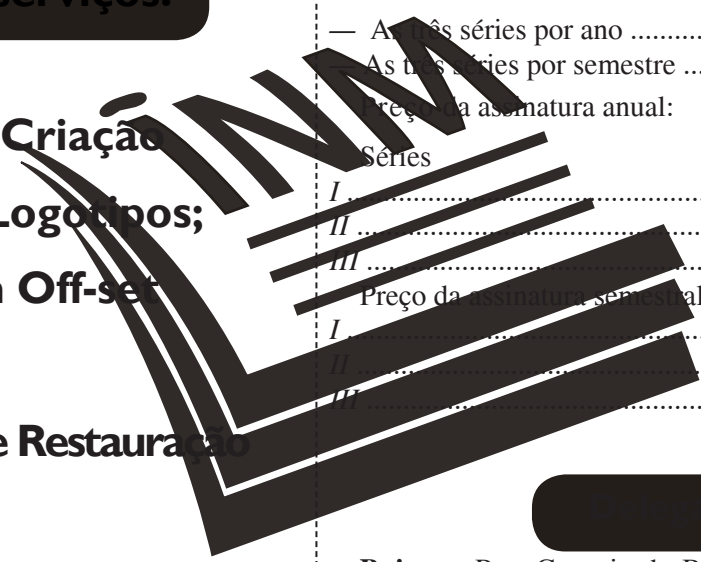 serviços:
Criação
Logotipos;
Off-set
e Restauração
INM
— As três séries por ano ..........
— As três séries por semestre ...
Preço da assinatura anual:
Séries
I ..........
II ..........
III ..........
Preço da assinatura semestral
I ..........
II ..........
III ..........